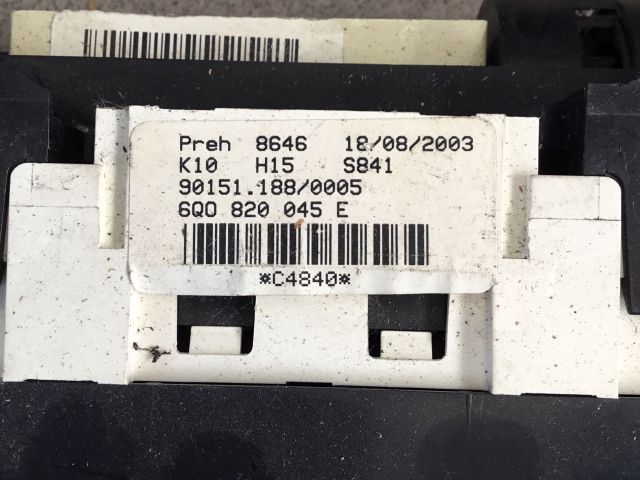 Preh 8646 18/08/2003
K10 H15 S841
90151.188/0005
6Q0 820 045 E
*C4840*